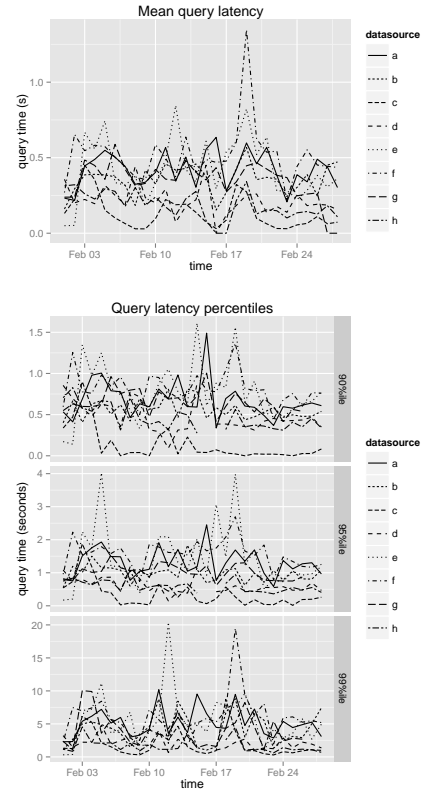 Mean query latency
query time (s)
1.0
0.5
0.0
Feb 03 Feb 10 Feb 17 Feb 24
time
datasource
a
b
c
d
e
f
g
h
Query latency percentiles
query time (seconds)
1.5
1.0
0.5
0.0
90%ile
4
3
2
1
0
95%ile
20
15
10
5
0
99%ile
Feb 03 Feb 10 Feb 17 Feb 24
time
datasource
a
b
c
d
e
f
g
h